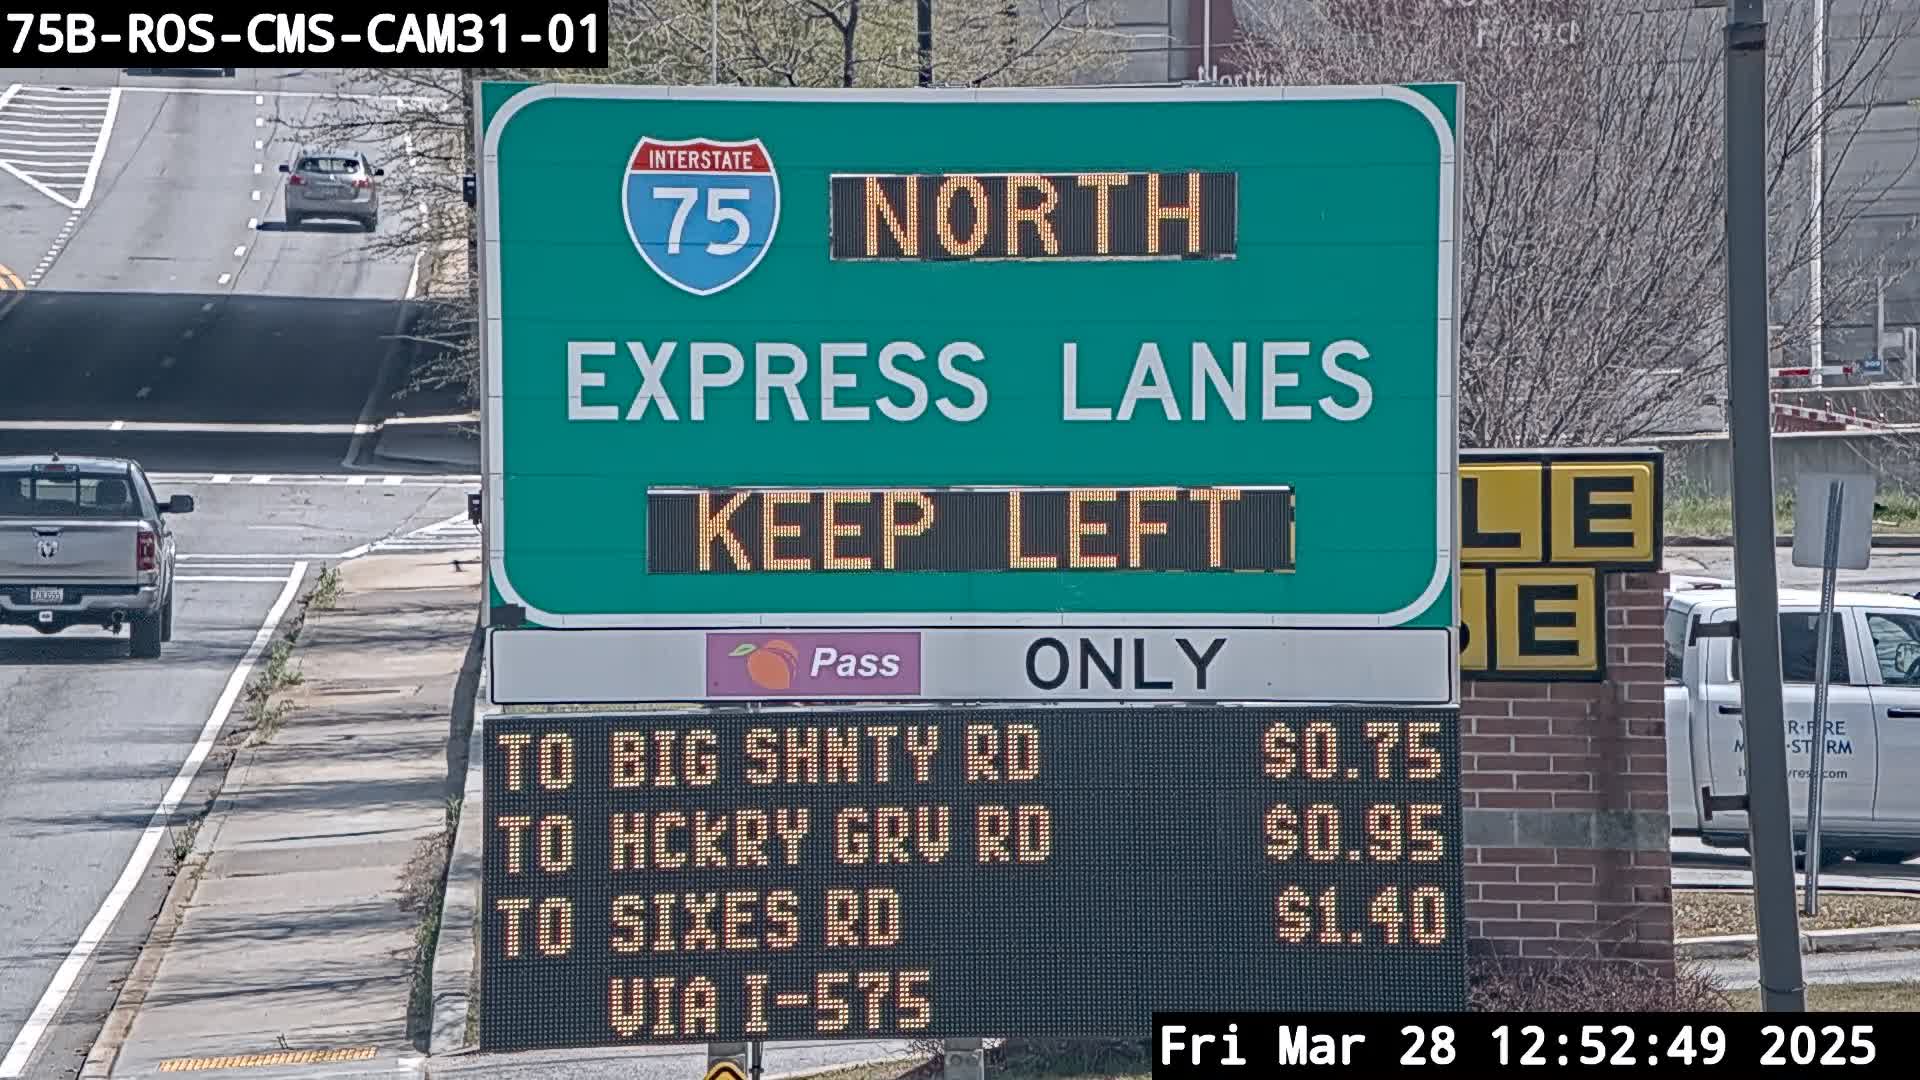 75B-ROS-CMS-CAM31-01
INTERSTATE
75
NORTH
EXPRESS LANES
KEEP LEFT
Pass ONLY
TO BIG SHNTY RD $0.75
TO HCKRY GRV RD $0.95
TO SIXES RD $1.40
VIA I-575
LE
E
Fri Mar 28 12:52:49 2025